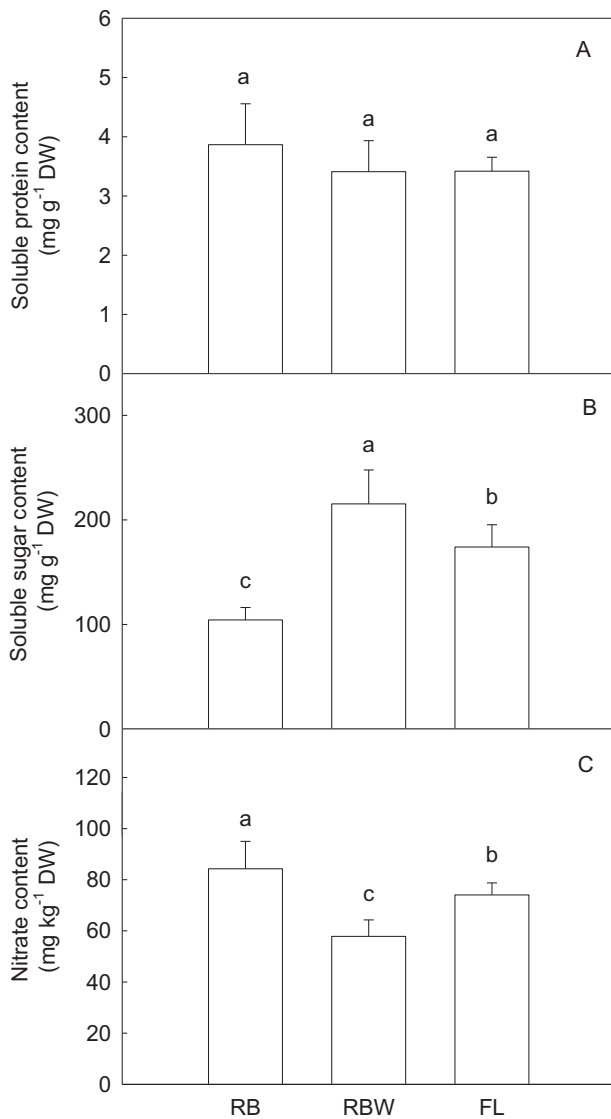 6
A
5
4
3
2
1
0
a
a
a
Soluble protein content
(mg g⁻¹ DW)
300
B
200
100
0
c
a
b
Soluble sugar content
(mg g⁻¹ DW)
120
C
100
80
60
40
20
0
a
c
b
Nitrate content
(mg kg⁻¹ DW)
RB RBW FL